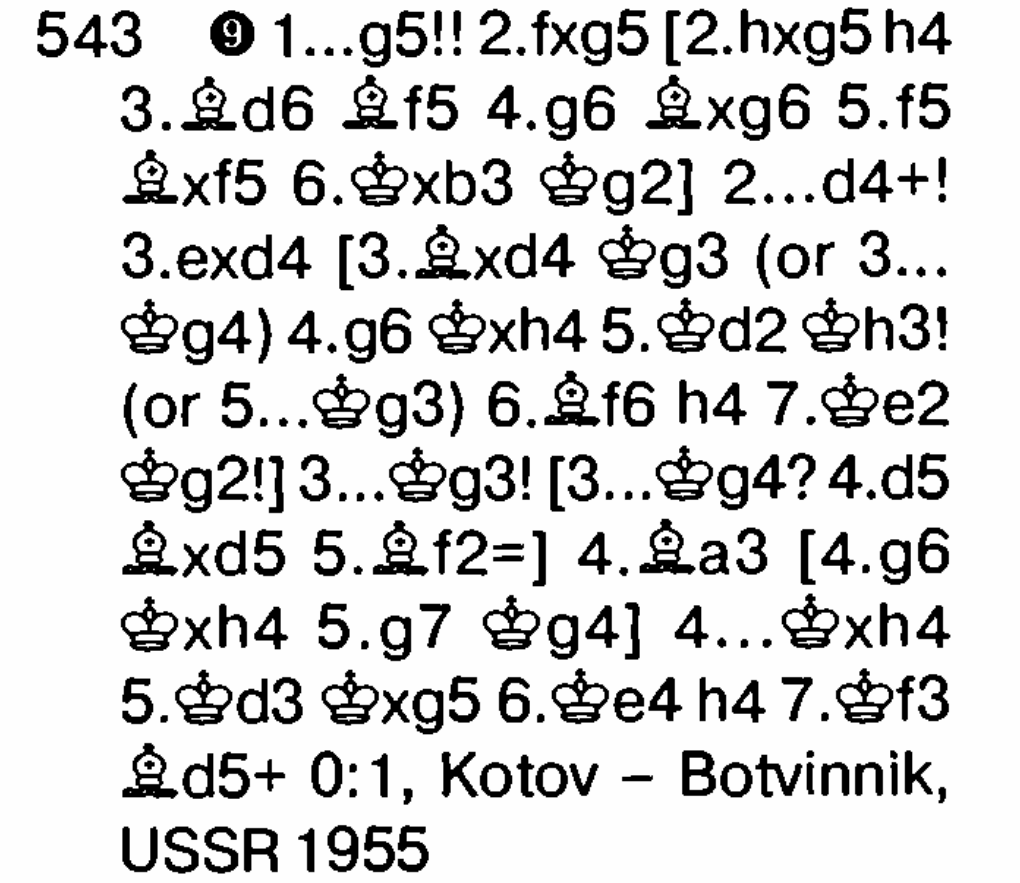 543 ❾ 1...g5!! 2.fxg5 [2.hxg5 h4
3.♗d6 ♗f5 4.g6 ♗xg6 5.f5
♗xf5 6.♔xb3 ♔g2] 2...d4+!
3.exd4 [3.♗xd4 ♔g3 (or 3...
♔g4) 4.g6 ♔xh4 5.♔d2 ♔h3!
(or 5...♔g3) 6.♗f6 h4 7.♔e2
♔g2!] 3...♔g3! [3...♔g4? 4.d5
♗xd5 5.♗f2=] 4.♗a3 [4.g6
♔xh4 5.g7 ♔g4] 4...♔xh4
5.♔d3 ♔xg5 6.♔e4 h4 7.♔f3
♗d5+ 0:1, Kotov – Botvinnik,
USSR 1955